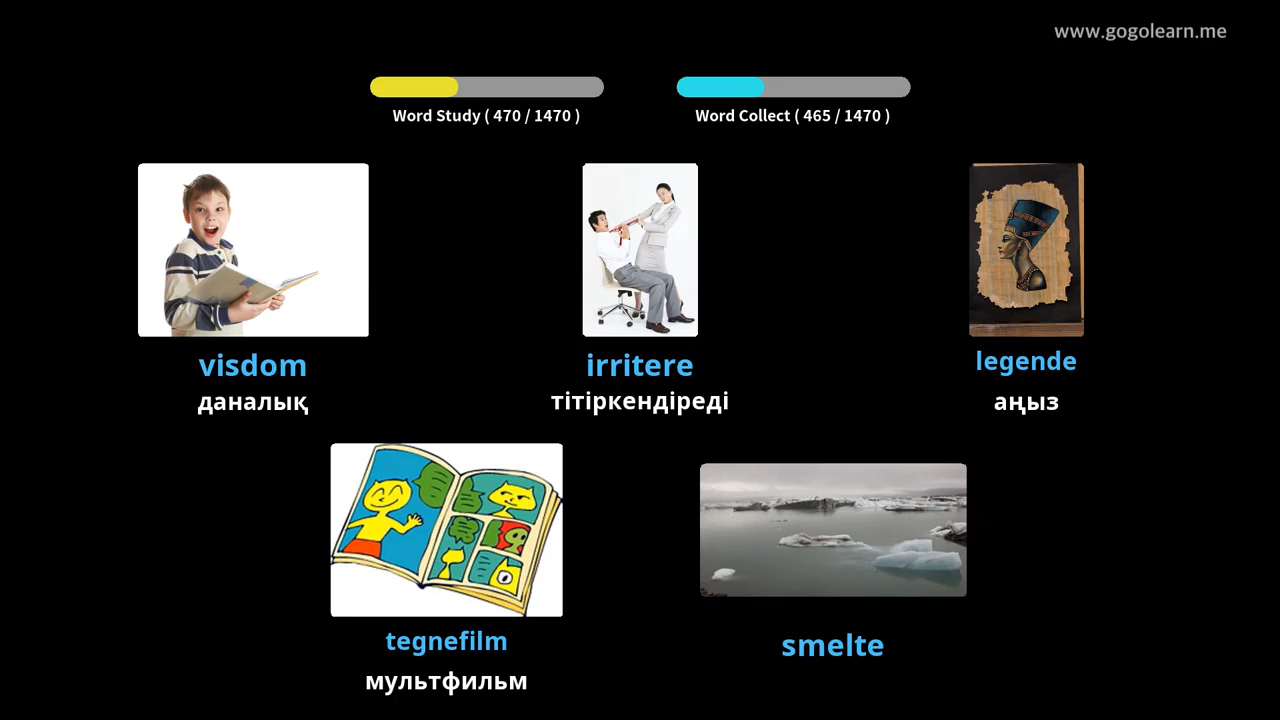 www.gogolearn.me
Word Study ( 470 / 1470 )
Word Collect ( 465 / 1470 )
visdom
даналық
irritere
тітіркендіреді
legende
аңыз
tegnefilm
мультфильм
smelte